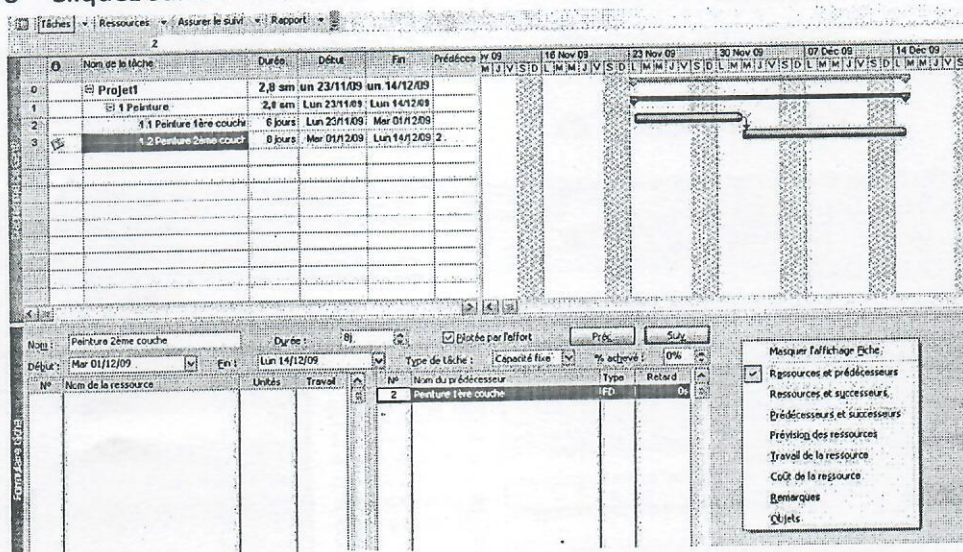 Tâches Ressources Assurer le suivi Rapport
2
Nom de la tâche Durée Début Fin Prédéces
v 09 16 Nov 09 23 Nov 09 30 Nov 09 07 Déc 09 14 Déc 09
M J V S D L M M J V S D L M M J V S D L M M J V S D L M M J V S D L M M J V S
0 Projet1 2,8 sm un 23/11/09 un 14/12/09
1 1 Peinture 2,8 sm Lun 23/11/09 Lun 14/12/09
2 1.1 Peinture 1ère couche 6 jours Lun 23/11/09 Mar 01/12/09
3 1.2 Peinture 2ème couch 8 jours Mar 01/12/09 Lun 14/12/09 2
Nom : Peinture 2ème couche Durée : 8j Pilotée par l'effort Préc. Suiv.
Début : Mar 01/12/09 Fin : Lun 14/12/09 Type de tâche : Capacité fixe % achevé : 0%
N° Nom de la ressource Unités Travail N° Nom du prédécesseur Type Retard
2 Peinture 1ère couche FD 0s
Masquer l'affichage Fiche
Ressources et prédécesseurs
Ressources et successeurs
Prédécesseurs et successeurs
Prévision des ressources
Travail de la ressource
Coût de la ressource
Remarques
Objets